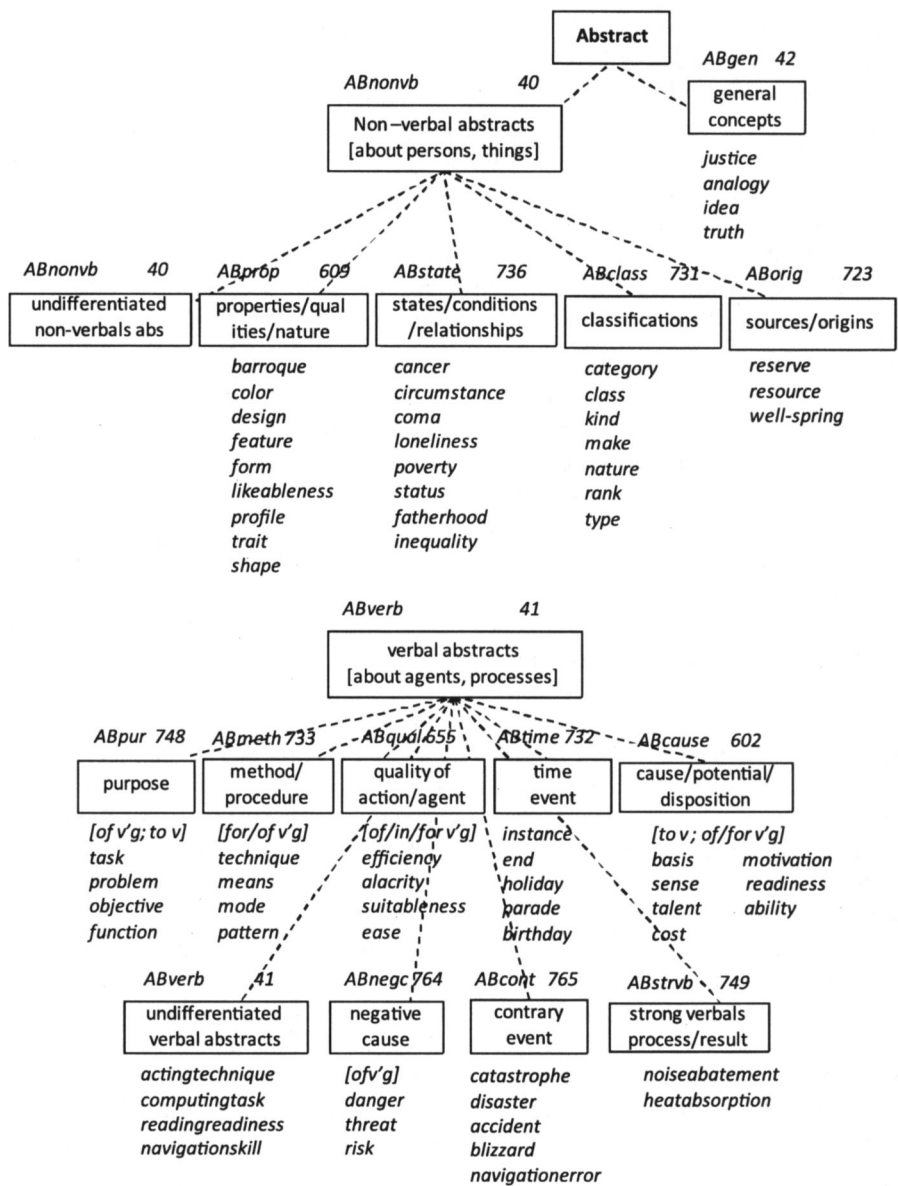 Abstract
ABgen 42
general
concepts
justice
analogy
idea
truth
ABnonvb 40
Non–verbal abstracts
[about persons, things]
ABnonvb 40
undifferentiated
non-verbals abs
ABprop 609
properties/qual
ities/nature
barroque
color
design
feature
form
likeableness
profile
trait
shape
ABstate 736
states/conditions
/relationships
cancer
circumstance
coma
loneliness
poverty
status
fatherhood
inequality
ABclass 731
classifications
category
class
kind
make
nature
rank
type
ABorig 723
sources/origins
reserve
resource
well-spring
ABverb 41
verbal abstracts
[about agents, processes]
ABpur 748
purpose
[of v'g; to v]
task
problem
objective
function
ABmeth 733
method/
procedure
[for/of v'g]
technique
means
mode
pattern
ABqual 655
quality of
action/agent
[of/in/for v'g]
efficiency
alacrity
suitableness
ease
ABtime 732
time
event
instance
end
holiday
parade
birthday
ABcause 602
cause/potential/
disposition
[to v ; of/for v'g]
basis motivation
sense readiness
talent ability
cost
ABverb 41
undifferentiated
verbal abstracts
actingtechnique
computingtask
readingreadiness
navigationskill
ABnegc 764
negative
cause
[ofv'g]
danger
threat
risk
ABcont 765
contrary
event
catastrophe
disaster
accident
blizzard
navigationerror
ABstrvb 749
strong verbals
process/result
noiseabatement
heatabsorption